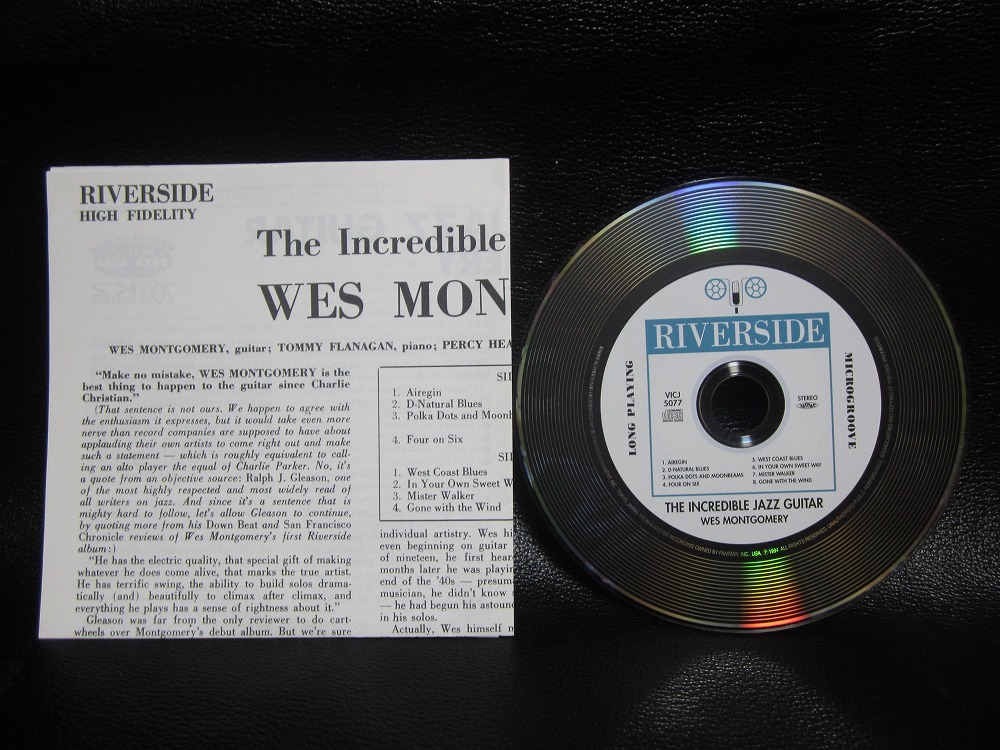 RIVERSIDE
HIGH FIDELITY
The Incredible
WES MON
WES MONTGOMERY, guitar; TOMMY FLANAGAN, piano; PERCY HEA
“Make no mistake, WES MONTGOMERY is the
best thing to happen to the guitar since Charlie
Christian.”
(That sentence is not ours. We happen to agree with
the enthusiasm it expresses, but it would take even more
nerve than record companies are supposed to have about
applauding their own artists to come right out and make
such a statement — which is roughly equivalent to call-
ing an alto player the equal of Charlie Parker. No, it's
a quote from an objective source: Ralph J. Gleason, one
of the most highly respected and most widely read of
all writers on jazz. And since it's a sentence that is
mighty hard to follow, let's allow Gleason to continue,
by quoting more from his Down Beat and San Francisco
Chronicle reviews of Wes Montgomery's first Riverside
album:)
“He has the electric quality, that special gift of making
whatever he does come alive, that marks the true artist.
He has terrific swing, the ability to build solos drama-
tically (and) beautifully to climax after climax, and
everything he plays has a sense of rightness about it.”
Gleason was far from the only reviewer to do cart-
wheels over Montgomery's debut album. But we're sure
SI
1. Airegin
2. D-Natural Blues
3. Polka Dots and Moonb
4. Four on Six
SI
1. West Coast Blues
2. In Your Own Sweet W
3. Mister Walker
4. Gone with the Wind
individual artistry. Wes hi
even beginning on guitar
of nineteen, he first hear
months later he was playin
end of the '40s — presum
musician, he didn't know
— he had begun his astoun
in his solos.
Actually, Wes himself m
RIVERSIDE
LONG PLAYING
MICROGROOVE
VICJ
5077
STEREO
1. AIREGIN
2. D-NATURAL BLUES
3. POLKA DOTS AND MOONBEAMS
4. FOUR ON SIX
5. WEST COAST BLUES
6. IN YOUR OWN SWEET WAY
7. MISTER WALKER
8. GONE WITH THE WIND
THE INCREDIBLE JAZZ GUITAR
WES MONTGOMERY
OWNED BY FANTASY, INC., USA. ℗ 1984 ALL RIGHTS RESERVED.